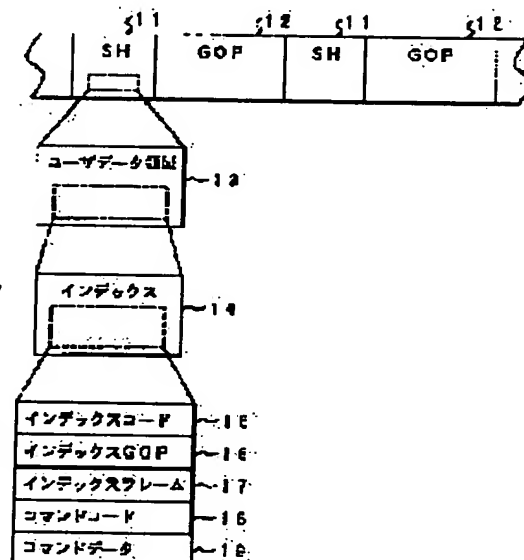 11 12 11 12
SH GOP SH GOP
ユーザデータ領域
13
インデックス
14
インデックスコード 15
インデックスGOP 16
インデックスフレーム 17
コマンドコード 18
コマンドデータ 19